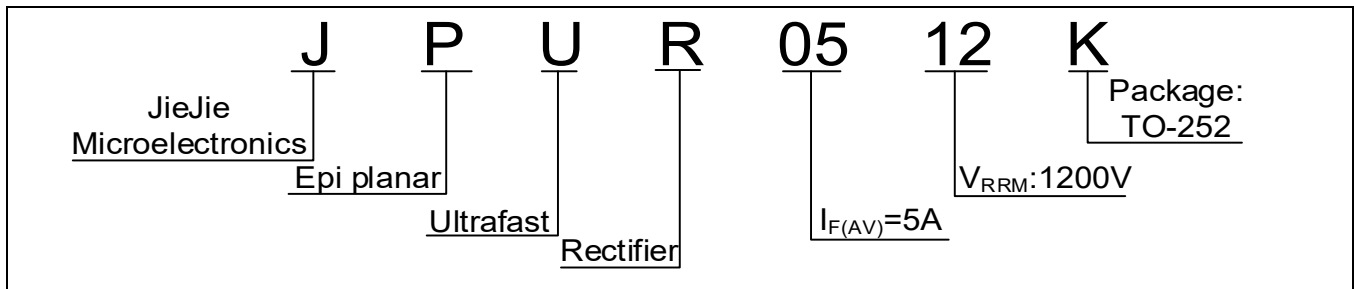 J P U R 05 12 K
JieJie
Microelectronics
Epi planar
Ultrafast
Rectifier
I_F(AV)=5A
V_RRM:1200V
Package:
TO-252